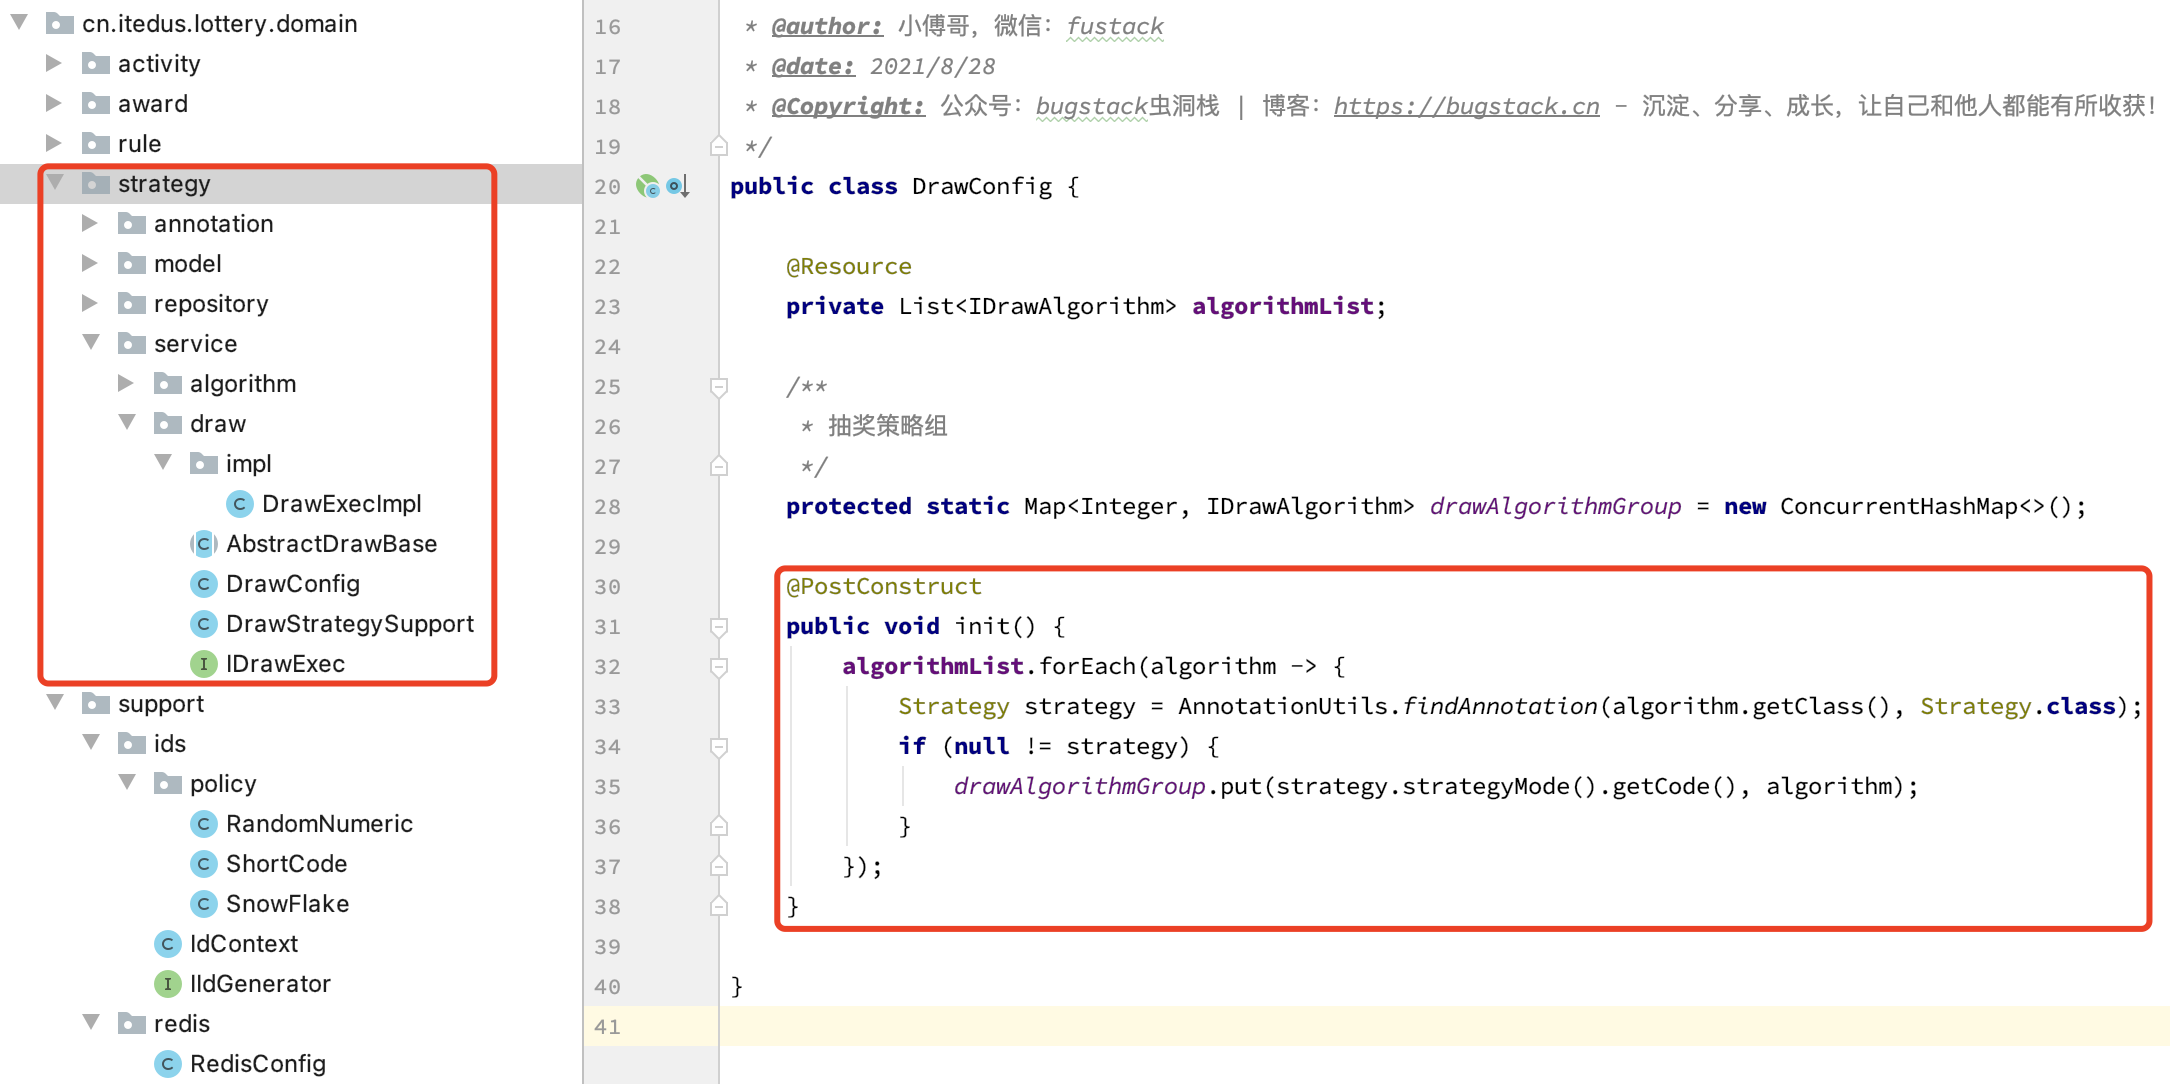 cn.itedus.lottery.domain
activity
award
rule
strategy
annotation
model
repository
service
algorithm
draw
impl
DrawExecImpl
AbstractDrawBase
DrawConfig
DrawStrategySupport
IDrawExec
support
ids
policy
RandomNumeric
ShortCode
SnowFlake
IdContext
IIdGenerator
redis
RedisConfig
16 * @author: 小傅哥，微信：fustack
17 * @date: 2021/8/28
18 * @Copyright: 公众号：bugstack虫洞栈 | 博客：https://bugstack.cn - 沉淀、分享、成长，让自己和他人都能有所收获！
19 */
20 public class DrawConfig {
21
22 @Resource
23 private List<IDrawAlgorithm> algorithmList;
24
25 /**
26 * 抽奖策略组
27 */
28 protected static Map<Integer, IDrawAlgorithm> drawAlgorithmGroup = new ConcurrentHashMap<>();
29
30 @PostConstruct
31 public void init() {
32 algorithmList.forEach(algorithm -> {
33 Strategy strategy = AnnotationUtils.findAnnotation(algorithm.getClass(), Strategy.class);
34 if (null != strategy) {
35 drawAlgorithmGroup.put(strategy.strategyMode().getCode(), algorithm);
36 }
37 });
38 }
39
40 }
41